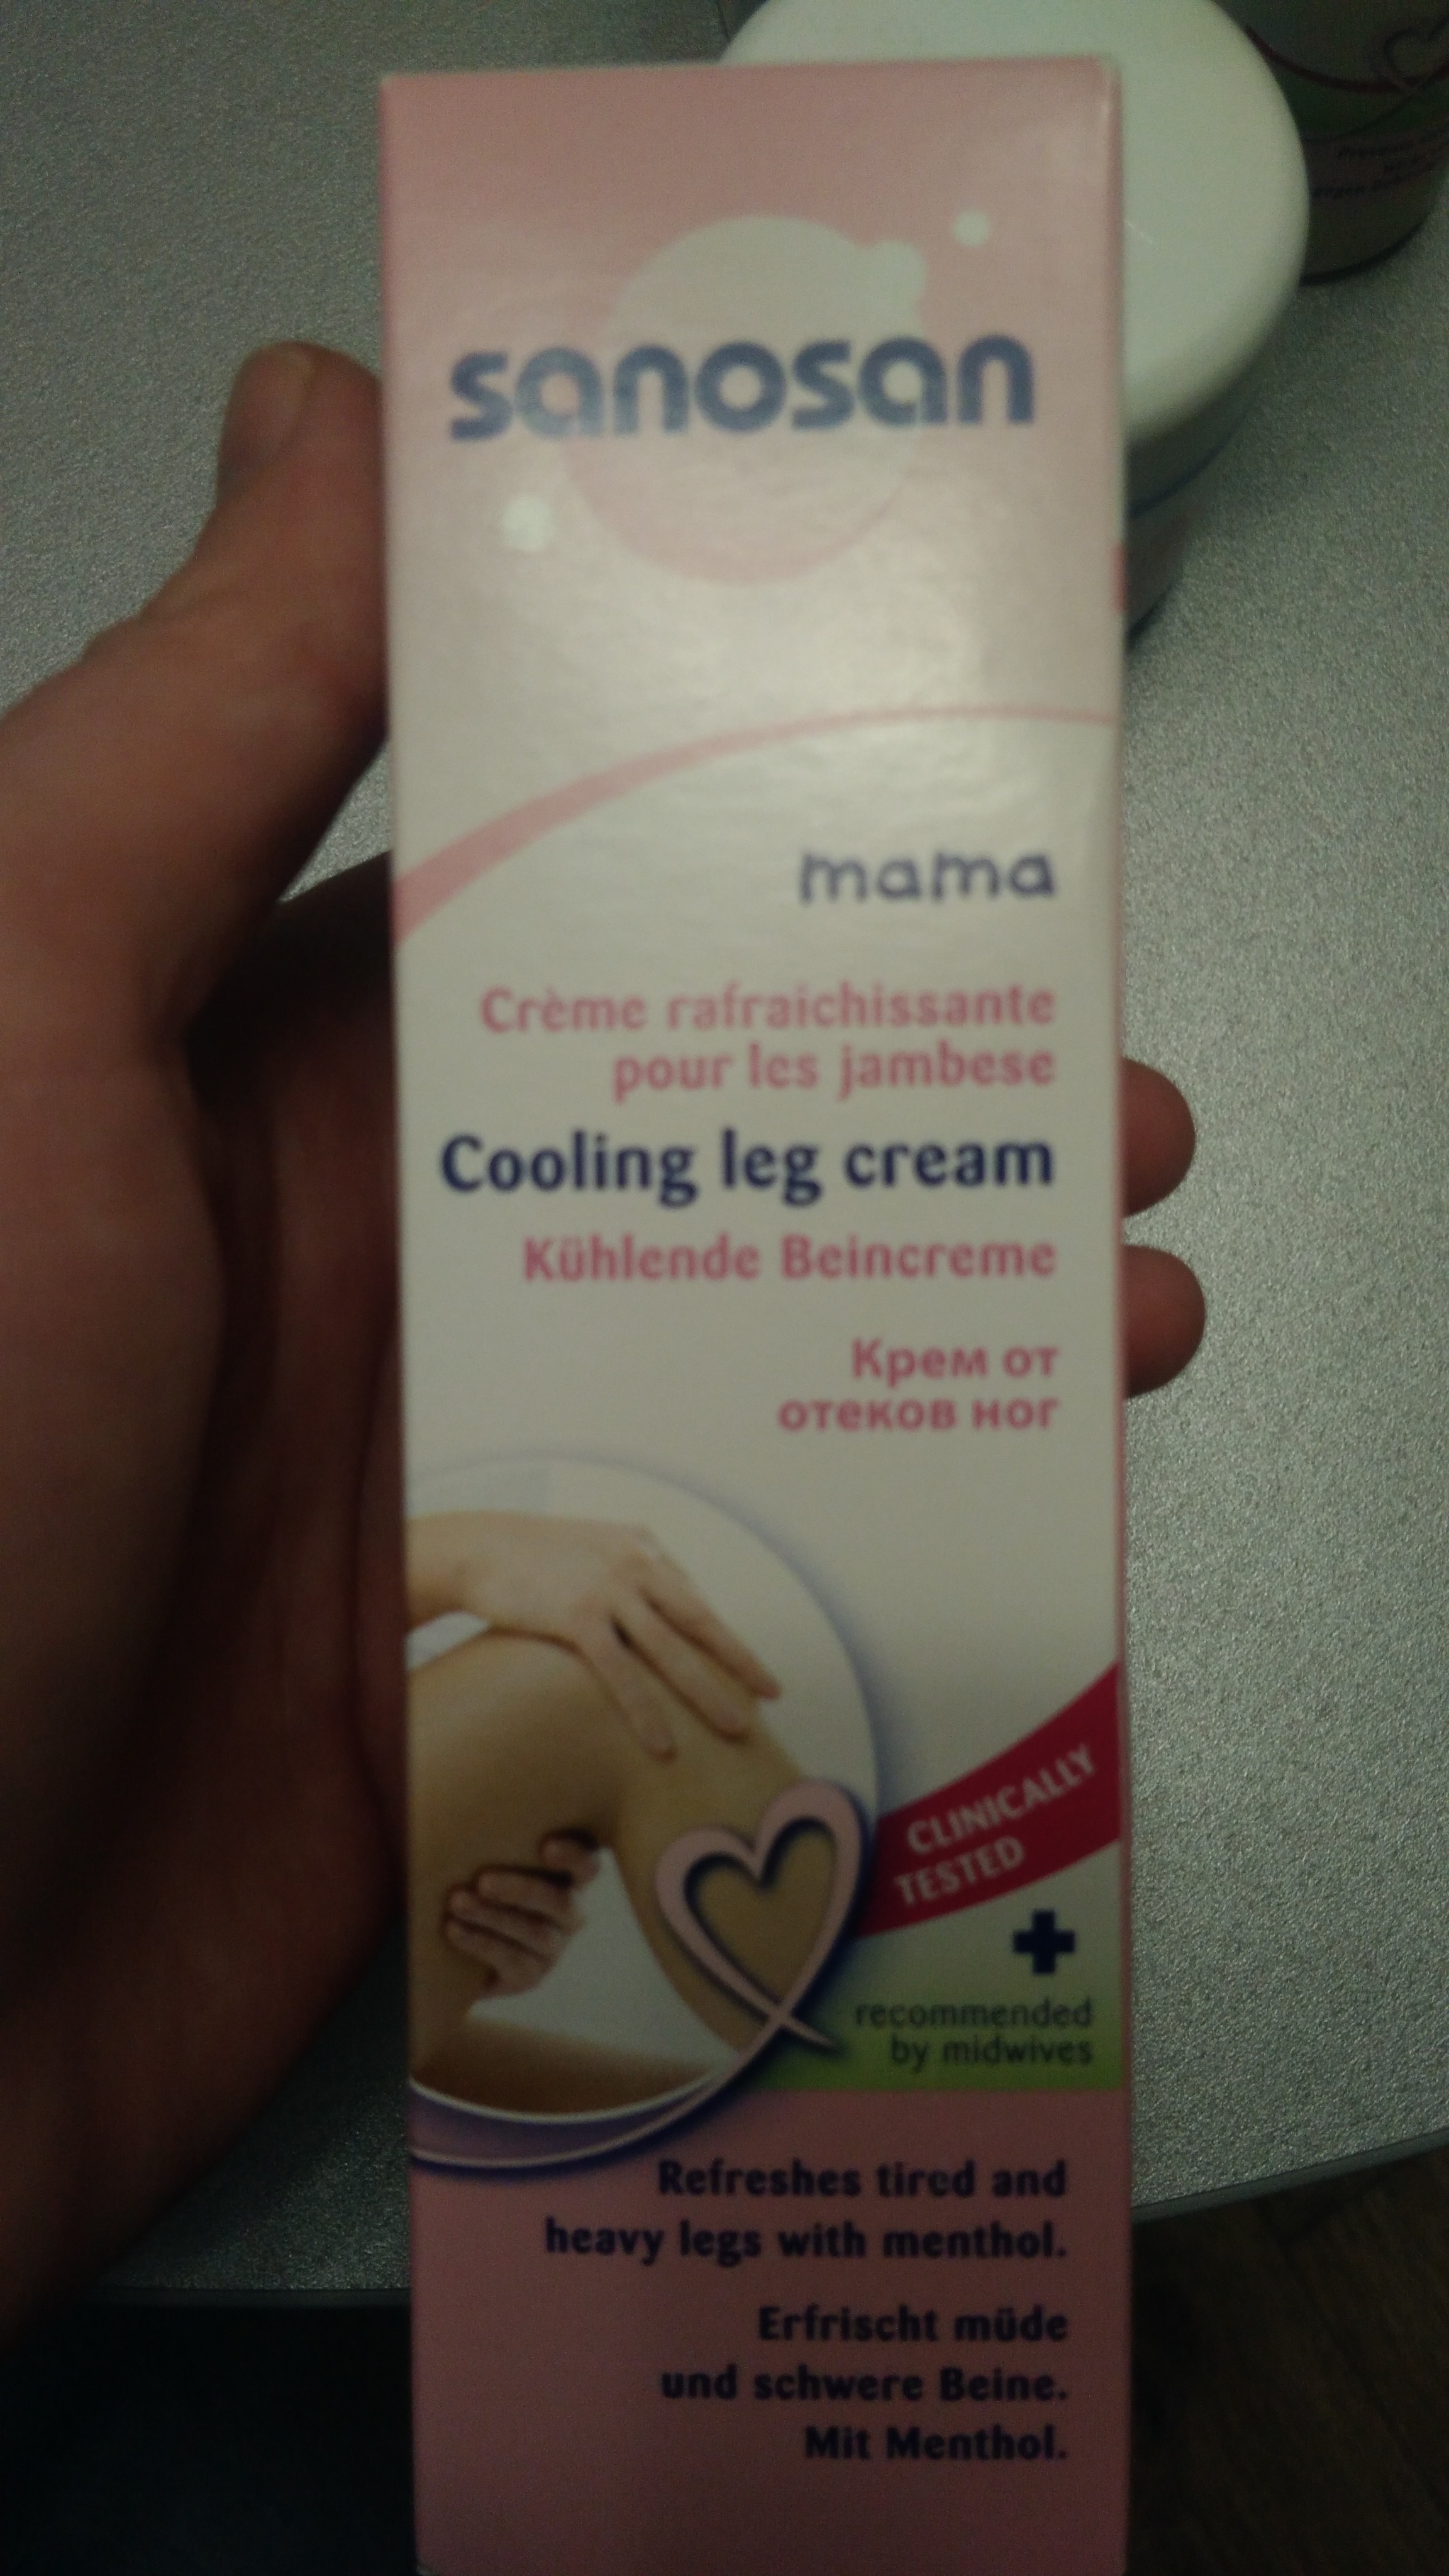 sanosan
mama
Crème rafraichissante
pour les jambese
Cooling leg cream
Kühlende Beincreme
Крем от
отеков ног
CLINICALLY
TESTED
recommended
by midwives
Refreshes tired and
heavy legs with menthol.
Erfrischt müde
und schwere Beine.
Mit Menthol.